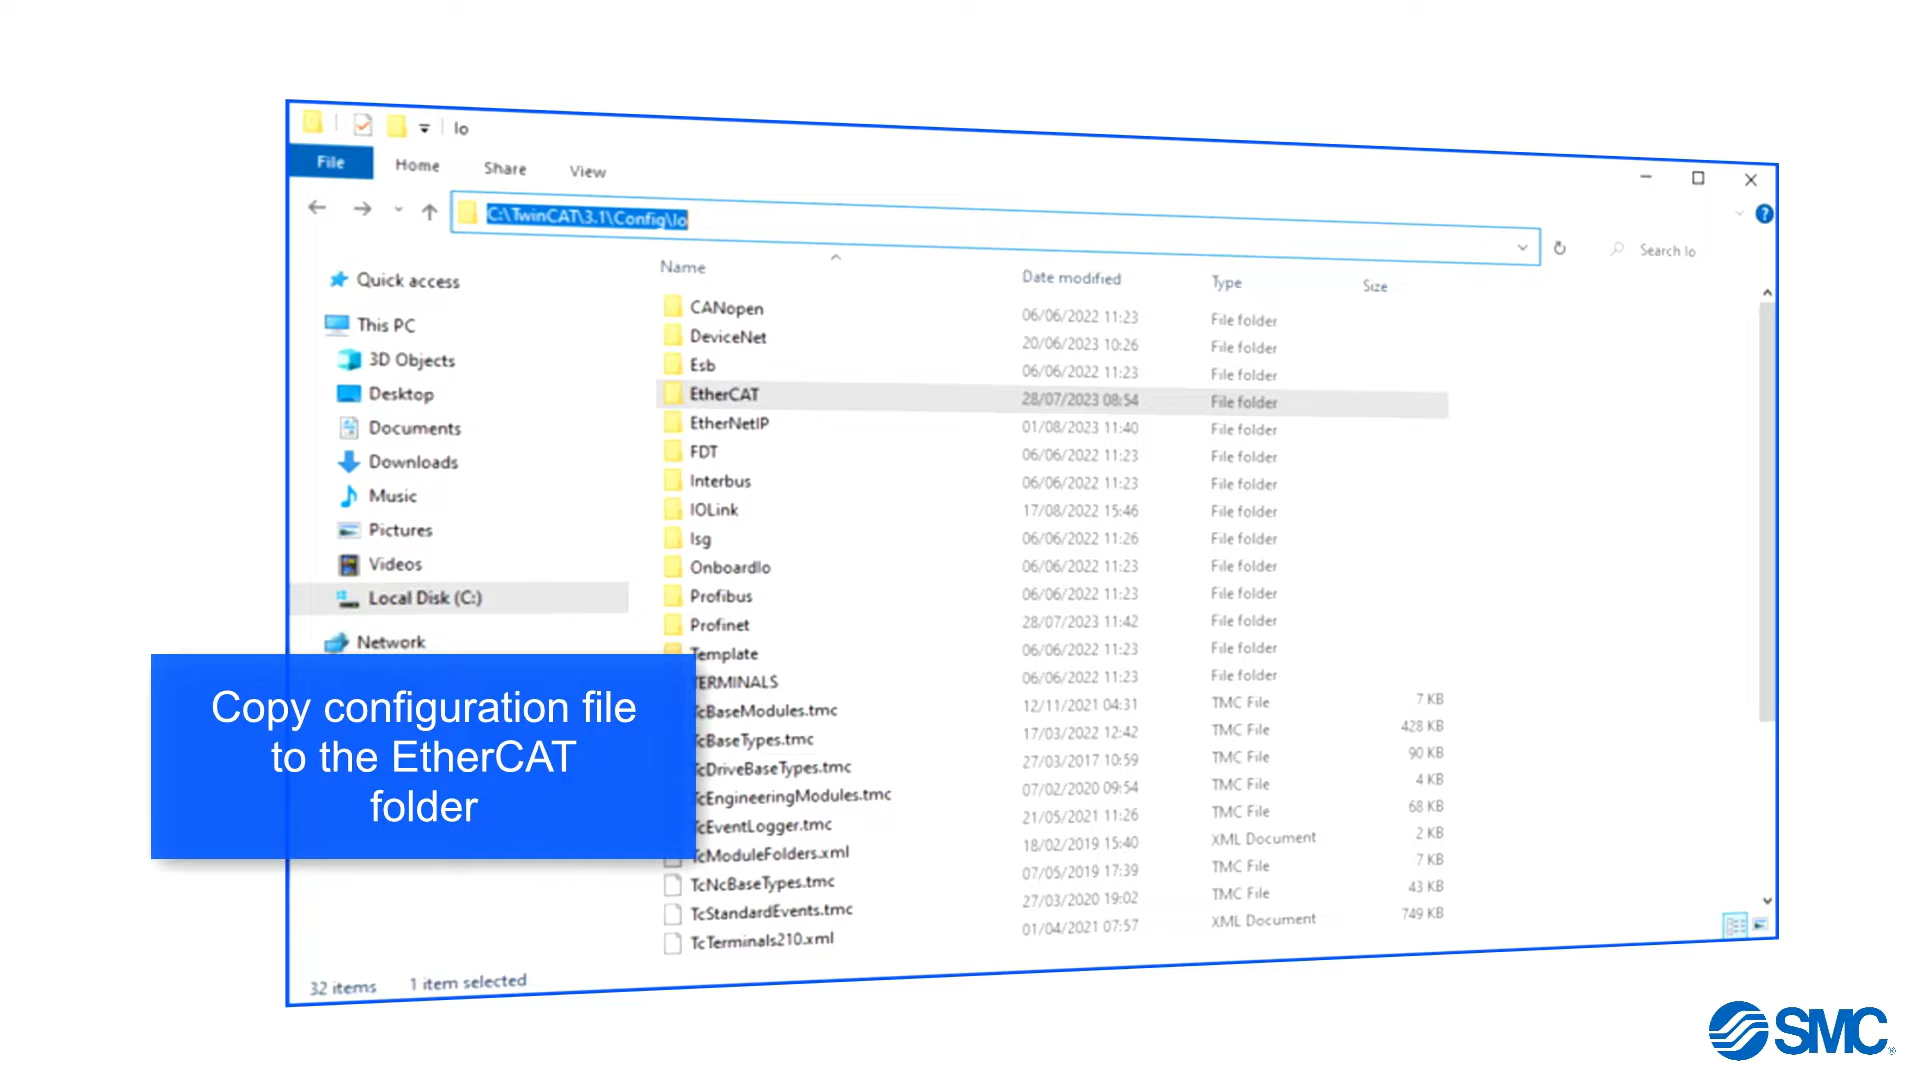 Io
File Home Share View
C:\TwinCAT\3.1\Config\Io
Search Io
Name Date modified Type Size
Quick access
This PC
3D Objects
Desktop
Documents
Downloads
Music
Pictures
Videos
Local Disk (C:)
Network
CANopen 06/06/2022 11:23 File folder
DeviceNet 20/06/2023 10:26 File folder
Esb 06/06/2022 11:23 File folder
EtherCAT 28/07/2023 08:54 File folder
EtherNetIP 01/08/2023 11:40 File folder
FDT 06/06/2022 11:23 File folder
Interbus 06/06/2022 11:23 File folder
IOLink 17/08/2022 15:46 File folder
Isg 06/06/2022 11:26 File folder
OnboardIo 06/06/2022 11:23 File folder
Profibus 06/06/2022 11:23 File folder
Profinet 28/07/2023 11:42 File folder
Template 06/06/2022 11:23 File folder
TERMINALS 06/06/2022 11:23 File folder
TcBaseModules.tmc 12/11/2021 04:31 TMC File 7 KB
TcBaseTypes.tmc 17/03/2022 12:42 TMC File 428 KB
TcDriveBaseTypes.tmc 27/03/2017 10:59 TMC File 90 KB
TcEngineeringModules.tmc 07/02/2020 09:54 TMC File 4 KB
TcEventLogger.tmc 21/05/2021 11:26 TMC File 68 KB
TcModuleFolders.xml 18/02/2019 15:40 XML Document 2 KB
TcNcBaseTypes.tmc 07/05/2019 17:39 TMC File 7 KB
TcStandardEvents.tmc 27/03/2020 19:02 TMC File 43 KB
TcTerminals210.xml 01/04/2021 07:57 XML Document 749 KB
32 items 1 item selected
Copy configuration file
to the EtherCAT
folder
SMC